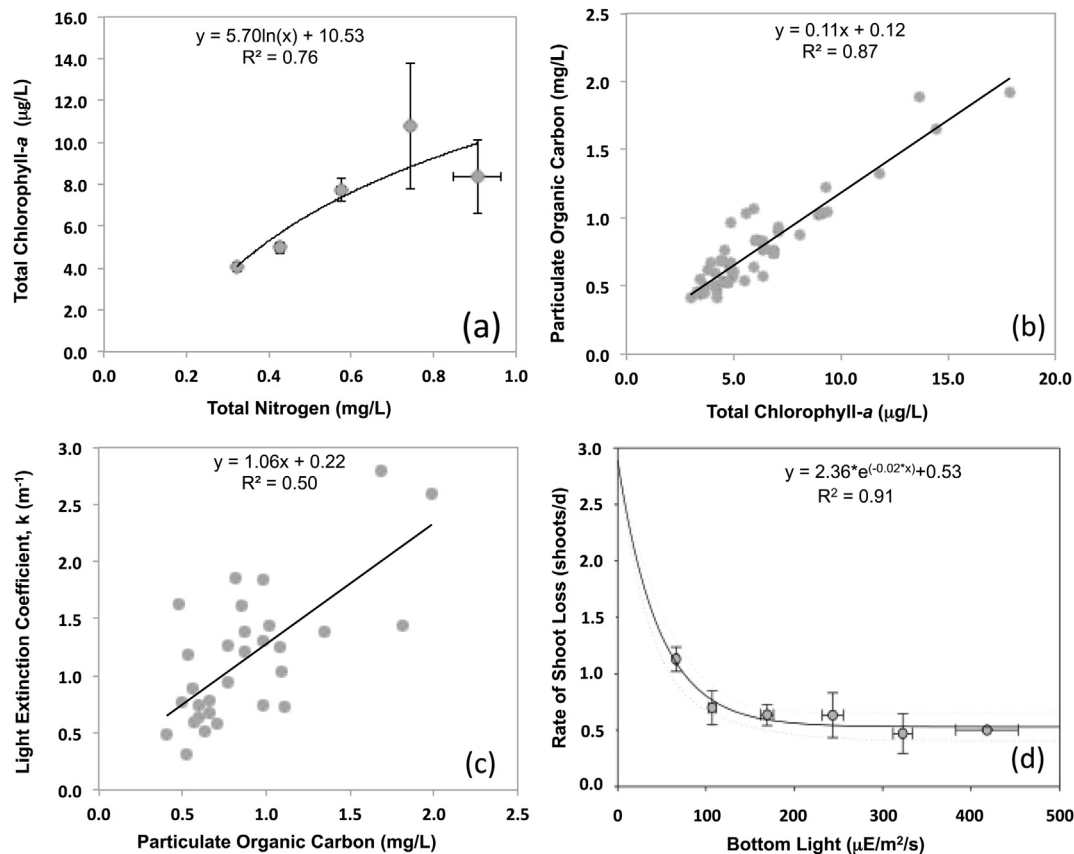 y = 5.70ln(x) + 10.53
R² = 0.76
Total Chlorophyll-a (µg/L)
16.0
14.0
12.0
10.0
8.0
6.0
4.0
2.0
0.0
(a)
0.0 0.2 0.4 0.6 0.8 1.0
Total Nitrogen (mg/L)
y = 0.11x + 0.12
R² = 0.87
Particulate Organic Carbon (mg/L)
2.5
2.0
1.5
1.0
0.5
0.0
(b)
0.0 5.0 10.0 15.0 20.0
Total Chlorophyll-a (µg/L)
y = 1.06x + 0.22
R² = 0.50
Light Extinction Coefficient, k (m⁻¹)
3.0
2.5
2.0
1.5
1.0
0.5
0.0
(c)
0.0 0.5 1.0 1.5 2.0 2.5
Particulate Organic Carbon (mg/L)
y = 2.36*e^(-0.02*x)+0.53
R² = 0.91
Rate of Shoot Loss (shoots/d)
3.0
2.5
2.0
1.5
1.0
0.5
0.0
(d)
0 100 200 300 400 500
Bottom Light (µE/m²/s)